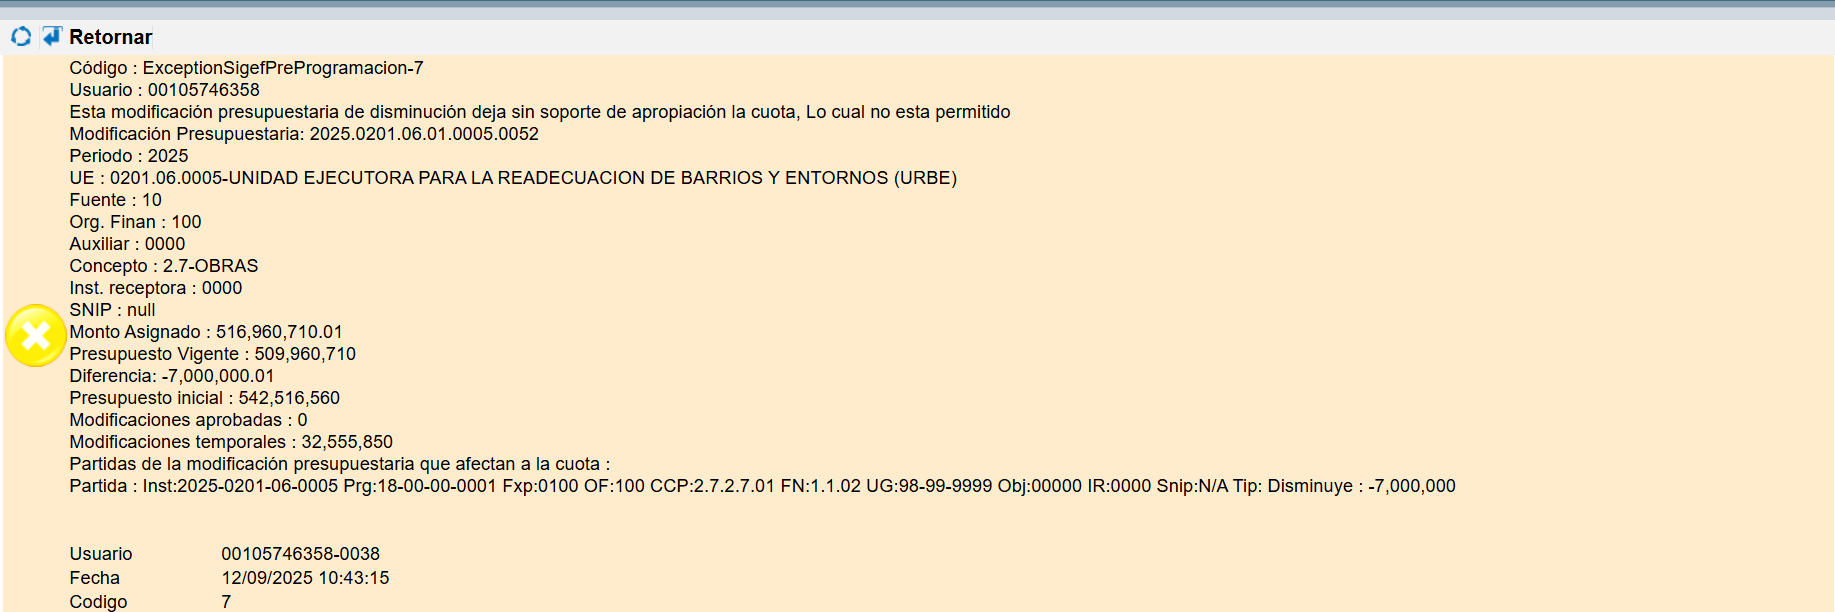 Retornar
Código : ExceptionSigefPreProgramacion-7
Usuario : 00105746358
Esta modificación presupuestaria de disminución deja sin soporte de apropiación la cuota, Lo cual no esta permitido
Modificación Presupuestaria: 2025.0201.06.01.0005.0052
Periodo : 2025
UE : 0201.06.0005-UNIDAD EJECUTORA PARA LA READECUACION DE BARRIOS Y ENTORNOS (URBE)
Fuente : 10
Org. Finan : 100
Auxiliar : 0000
Concepto : 2.7-OBRAS
Inst. receptora : 0000
SNIP : null
Monto Asignado : 516,960,710.01
Presupuesto Vigente : 509,960,710
Diferencia: -7,000,000.01
Presupuesto inicial : 542,516,560
Modificaciones aprobadas : 0
Modificaciones temporales : 32,555,850
Partidas de la modificación presupuestaria que afectan a la cuota :
Partida : Inst:2025-0201-06-0005 Prg:18-00-00-0001 Fxp:0100 OF:100 CCP:2.7.2.7.01 FN:1.1.02 UG:98-99-9999 Obj:00000 IR:0000 Snip:N/A Tip: Disminuye : -7,000,000
Usuario 00105746358-0038
Fecha 12/09/2025 10:43:15
Codigo 7